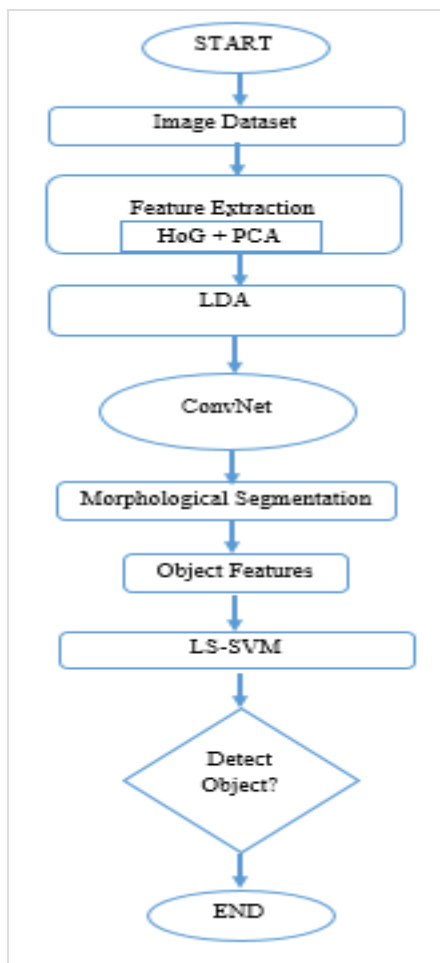 START
Image Dataset
Feature Extraction
HoG + PCA
LDA
ConvNet
Morphological Segmentation
Object Features
LS-SVM
Detect
Object?
END